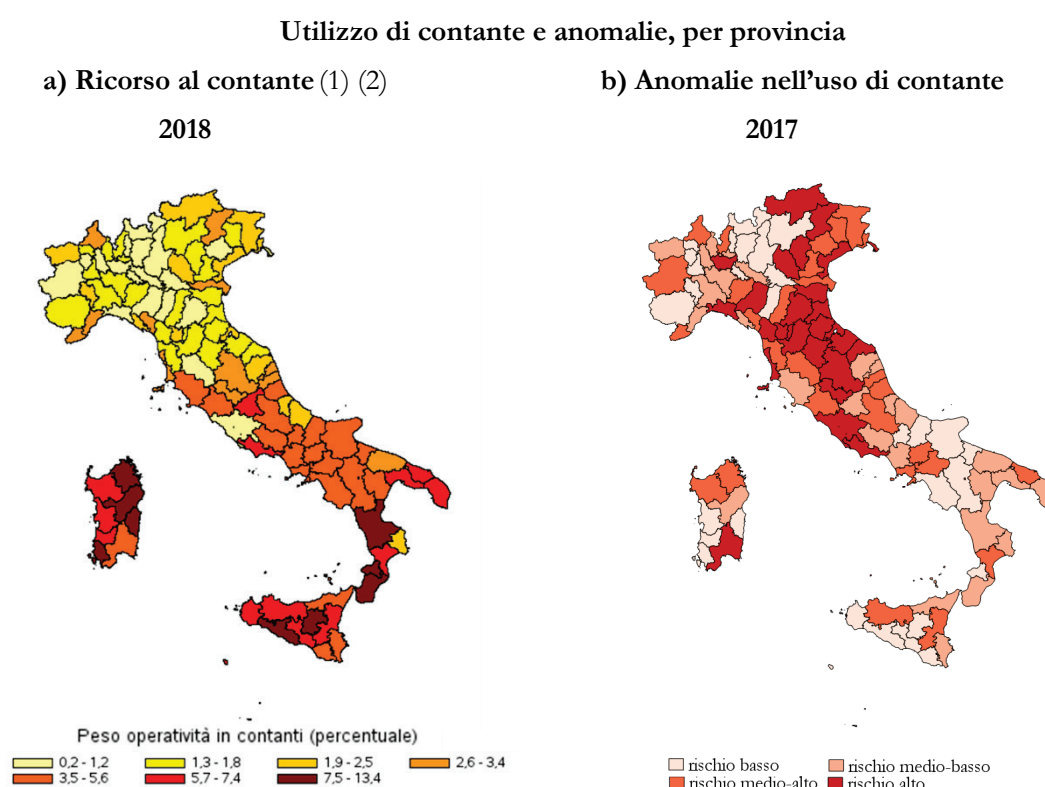 Utilizzo di contante e anomalie, per provincia
a) Ricorso al contante (1) (2)
2018
b) Anomalie nell'uso di contante
2017
Peso operatività in contanti (percentuale)
0,2 - 1,2 1,3 - 1,8 1,9 - 2,5 2,6 - 3,4
3,5 - 5,6 5,7 - 7,4 7,5 - 13,4
rischio basso rischio medio-basso
rischio medio-alto rischio alto